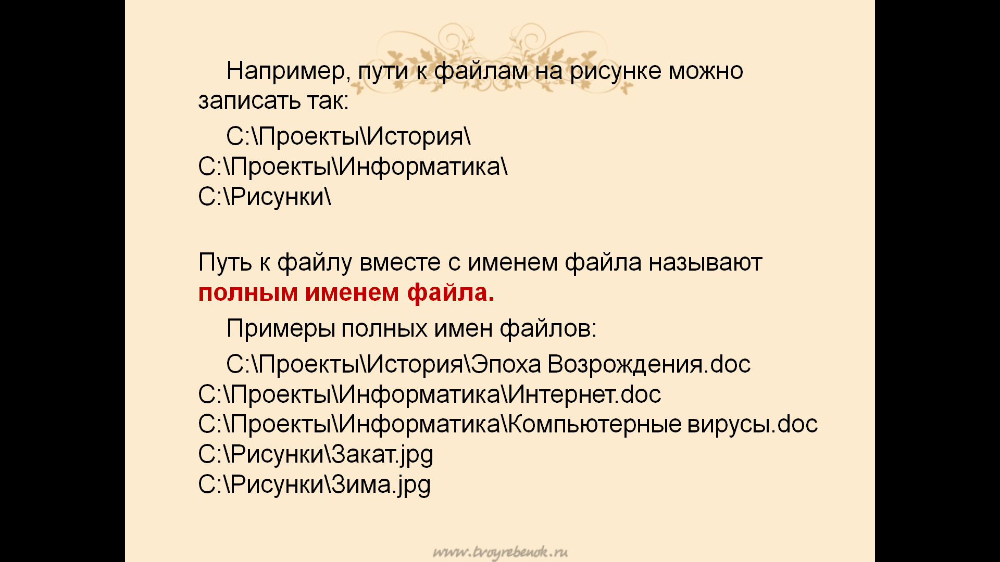 Например, пути к файлам на рисунке можно
записать так:
C:\Проекты\История\
C:\Проекты\Информатика\
C:\Рисунки\
Путь к файлу вместе с именем файла называют
полным именем файла.
Примеры полных имен файлов:
C:\Проекты\История\Эпоха Возрождения.doc
C:\Проекты\Информатика\Интернет.doc
C:\Проекты\Информатика\Компьютерные вирусы.doc
C:\Рисунки\Закат.jpg
C:\Рисунки\Зима.jpg
www.tvoyrebenok.ru